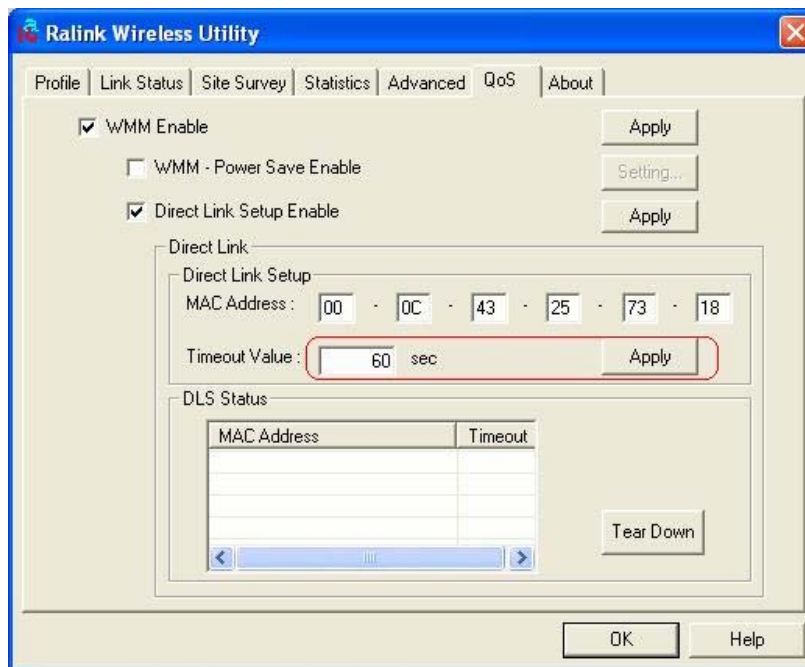 Ralink Wireless Utility
Profile Link Status Site Survey Statistics Advanced QoS About
WMM Enable Apply
WMM - Power Save Enable Setting...
Direct Link Setup Enable Apply
Direct Link
Direct Link Setup
MAC Address : 00 - 0C - 43 - 25 - 73 - 18
Timeout Value : 60 sec Apply
DLS Status
MAC Address Timeout
Tear Down
OK Help